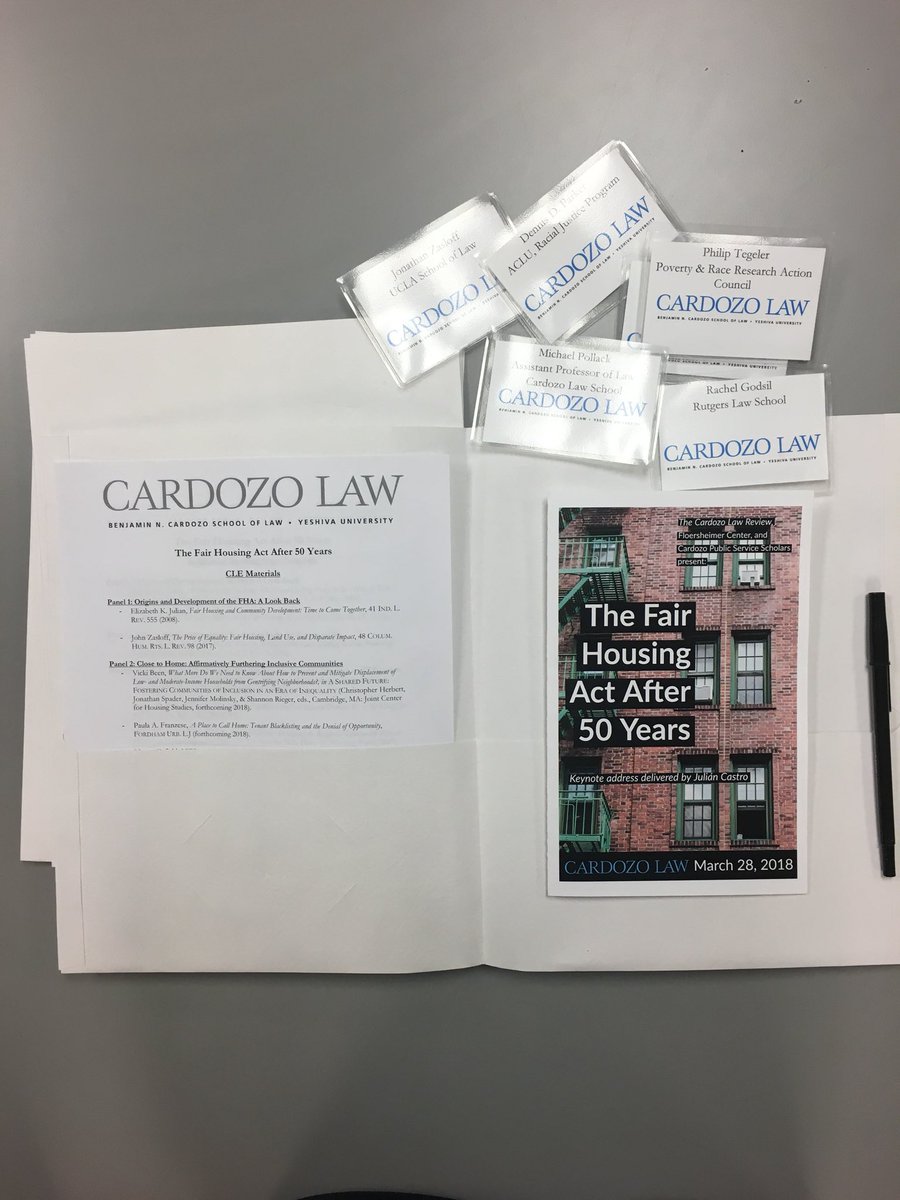 Jonathan Zasloff
UCLA School of Law
CARDOZO L
Dennis D.
ACLU, Racial Justice Program
CARDOZO LAW
BENJAMIN N. CARDOZO SCHOOL OF LAW • YESHIVA UNIVERSITY
Philip Tegeler
Poverty & Race Research Action
Council
CARDOZO LAW
BENJAMIN N. CARDOZO SCHOOL OF LAW • YESHIVA UNIVERSITY
Michael Pollack
Assistant Professor of Law
Cardozo Law School
CARDOZO LAW
BENJAMIN N. CARDOZO SCHOOL OF LAW • YESHIVA UNIVERSITY
Rachel Godsil
Rutgers Law School
CARDOZO LAW
BENJAMIN N. CARDOZO SCHOOL OF LAW • YESHIVA UNIVERSITY
CARDOZO LAW
BENJAMIN N. CARDOZO SCHOOL OF LAW • YESHIVA UNIVERSITY
The Fair Housing Act After 50 Years
CLE Materials
Panel 1: Origins and Development of the FHA: A Look Back
- Elizabeth K. Julian, Fair Housing and Community Development: Time to Come Together, 41 IND. L.
REV. 555 (2008).
- John Zasloff, The Price of Equality: Fair Housing, Land Use, and Disparate Impact, 48 COLUM.
HUM. RTS. L. REV. 98 (2017).
Panel 2: Close to Home: Affirmatively Furthering Inclusive Communities
- Vicki Been, What More Do We Need to Know About How to Prevent and Mitigate Displacement of
Low- and Moderate-Income Households from Gentrifying Neighborhoods?, in A SHARED FUTURE:
FOSTERING COMMUNITIES OF INCLUSION IN AN ERA OF INEQUALITY (Christopher Herbert,
Jonathan Spader, Jennifer Molinsky, & Shannon Rieger, eds., Cambridge, MA: Joint Center
for Housing Studies, forthcoming 2018).
- Paula A. Franzese, A Place to Call Home: Tenant Blacklisting and the Denial of Opportunity,
FORDHAM URB. L.J (forthcoming 2018).
The Cardozo Law Review,
Floersheimer Center, and
Cardozo Public Service Scholars
present:
The Fair
Housing
Act After
50 Years
Keynote address delivered by Julián Castro
CARDOZO LAW March 28, 2018